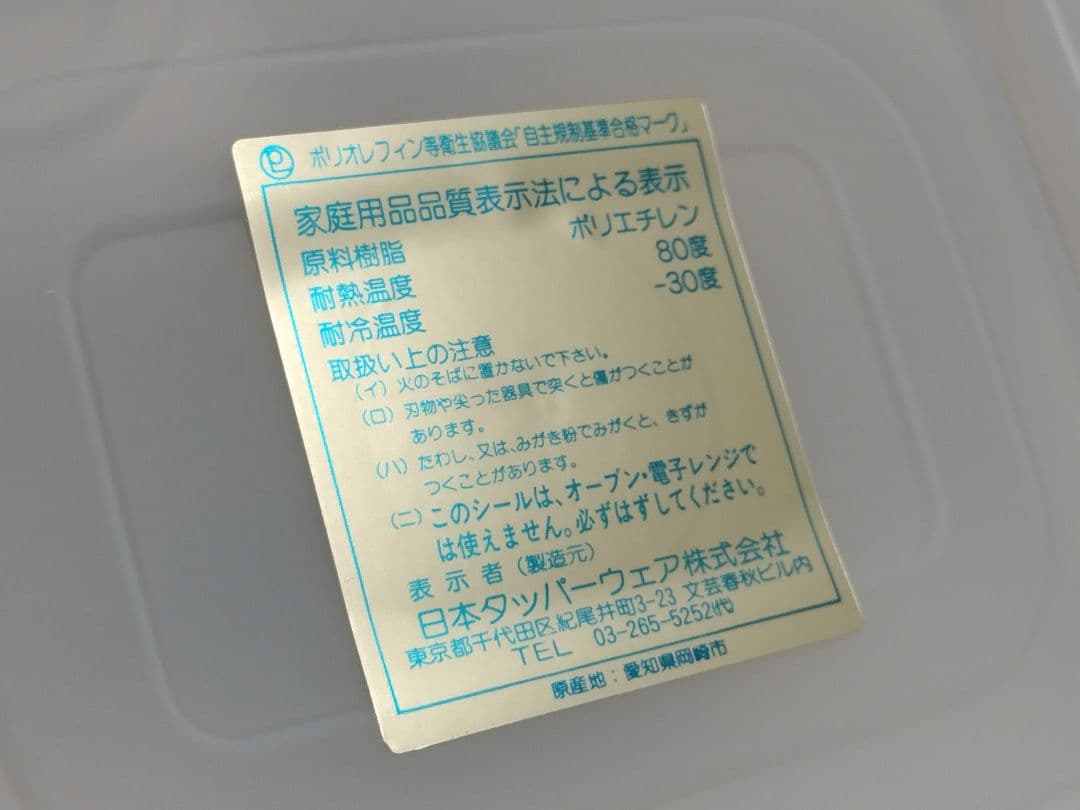 ポリオレフィン等衛生協議会「自主規制基準合格マーク」
家庭用品品質表示法による表示
原料樹脂 ポリエチレン
耐熱温度 80度
耐冷温度 -30度
取扱い上の注意
(イ) 火のそばに置かないで下さい。
(ロ) 刃物や尖った器具で突くと傷がつくことが
あります。
(ハ) たわし、又は、みがき粉でみがくと、きずが
つくことがあります。
(ニ) このシールは、オーブン・電子レンジで
は使えません。必ずはずしてください。
表示者(製造元)
日本タッパーウェア株式会社
東京都千代田区紀尾井町3-23 文芸春秋ビル内
TEL 03-265-5252(代)
原産地:愛知県岡崎市